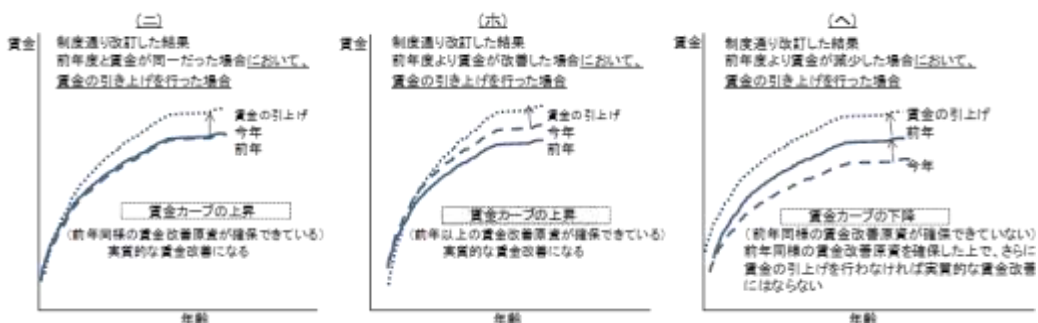 (ニ)
賃金
制度通り改訂した結果
前年度と賃金が同一だった場合において、
賃金の引き上げを行った場合
賃金の引上げ
今年
前年
賃金カーブの上昇
(前年同様の賃金改善原資が確保できている)
実質的な賃金改善になる
年齢
(ホ)
賃金
制度通り改訂した結果
前年度より賃金が改善した場合において、
賃金の引き上げを行った場合
賃金の引上げ
今年
前年
賃金カーブの上昇
(前年以上の賃金改善原資が確保できている)
実質的な賃金改善になる
年齢
(ヘ)
賃金
制度通り改訂した結果
前年度より賃金が減少した場合において、
賃金の引き上げを行った場合
賃金の引上げ
前年
今年
賃金カーブの下降
(前年同様の賃金改善原資が確保できていない)
前年同様の賃金改善原資を確保した上で、さらに
賃金の引上げを行わなければ実質的な賃金改善
にはならない
年齢